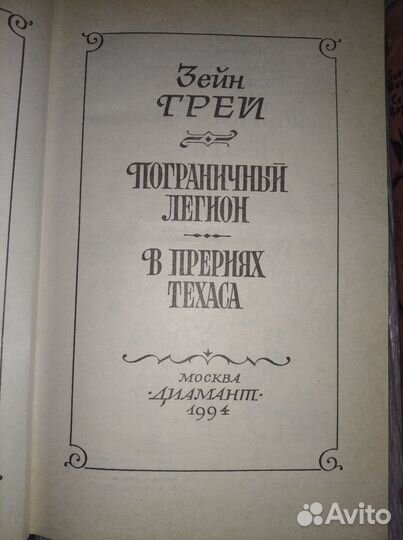 Зейн
ГРЕЙ
ПОГРАНИЧНЫЙ
ЛЕГИОН
В ПРЕРИЯХ
ТЕХАСА
МОСКВА
·ДИАМАНТ·
1994
Avito